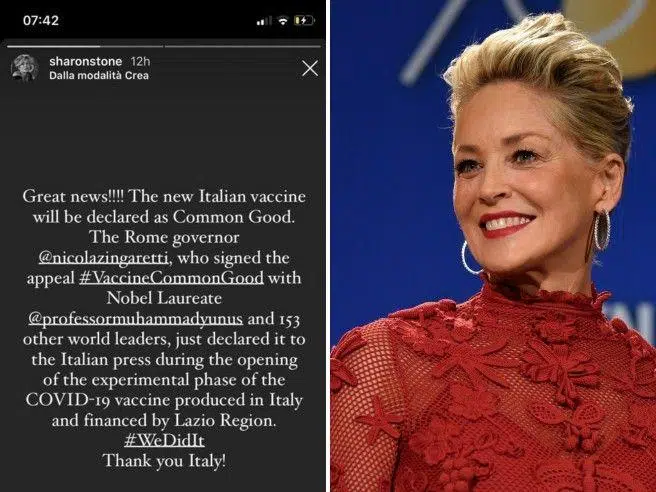 07:42
sharonstone 12h
Dalla modalità Crea
Great news!!!! The new Italian vaccine
will be declared as Common Good.
The Rome governor
@nicolazingaretti, who signed the
appeal #VaccineCommonGood with
Nobel Laureate
@professormuhammadyunus and 153
other world leaders, just declared it to
the Italian press during the opening
of the experimental phase of the
COVID-19 vaccine produced in Italy
and financed by Lazio Region.
#WeDidIt
Thank you Italy!